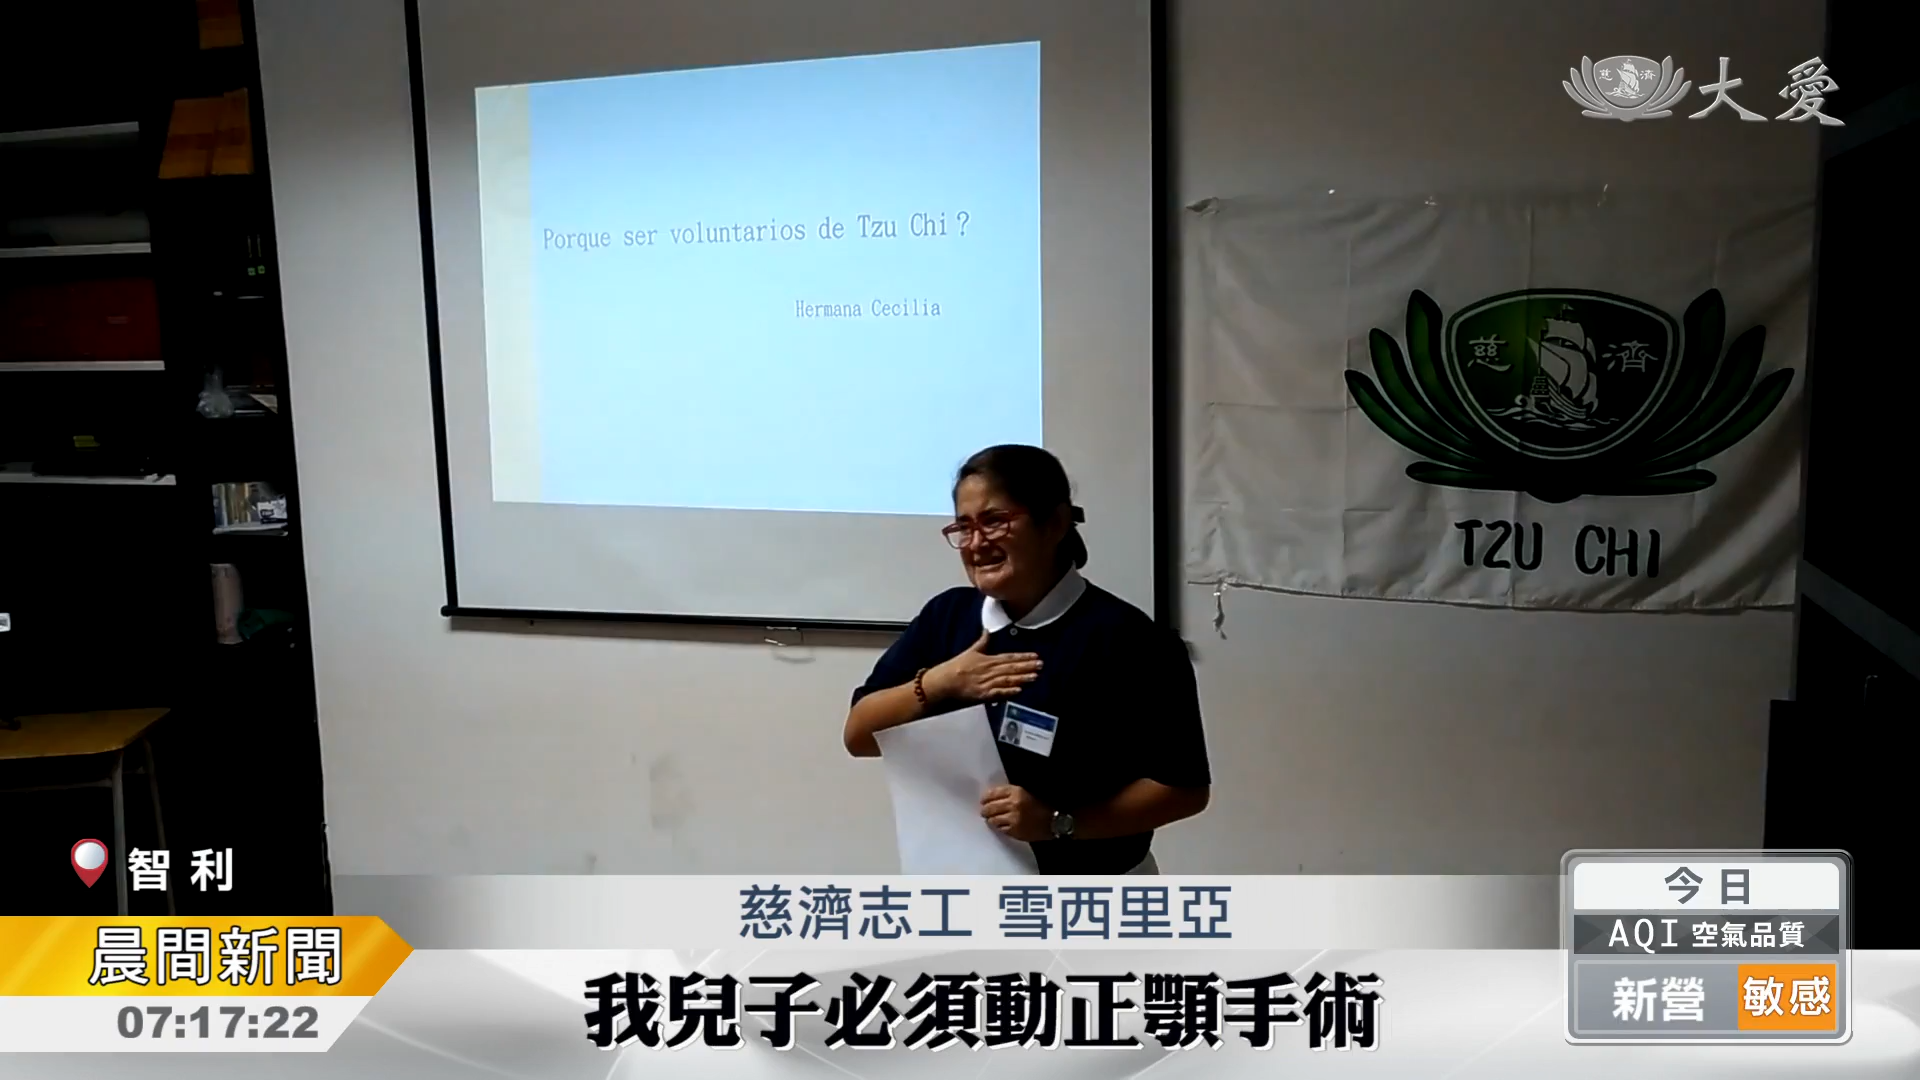 慈濟
大愛
Porque ser voluntarios de Tzu Chi?
Hermana Cecilia
慈濟
TZU CHI
智利
慈濟志工 雪西里亞
晨間新聞
07:17:22
我兒子必須動正顎手術
今日
AQI 空氣品質
新營 敏感